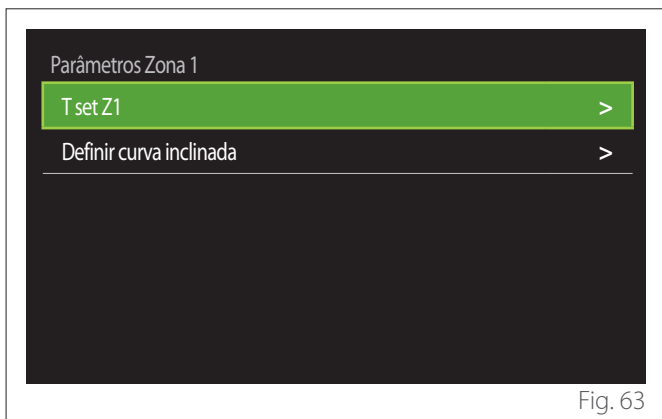 Parâmetros Zona 1
T set Z1 >
Definir curva inclinada >
Fig. 63